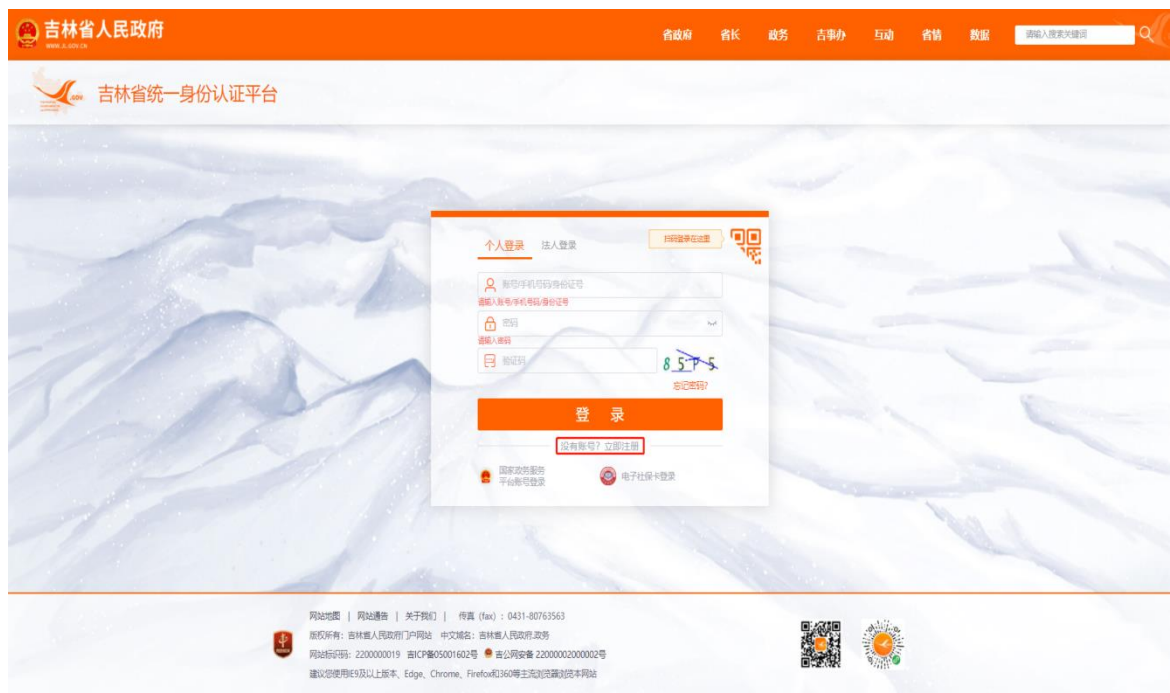 吉林省人民政府
WWW.JL.GOV.CN
省政府 省长 政务 吉事办 互动 省情 数据 请输入搜索关键词
.GOV 吉林省统一身份认证平台
个人登录 法人登录 扫码登录在这里
账号/手机号码/身份证号
请输入账号/手机号码/身份证号
密码
请输入密码
验证码 8 5 P 5
忘记密码?
登 录
没有账号? 立即注册
国家政务服务
平台账号登录
电子社保卡登录
网站地图 | 网站通告 | 关于我们 | 传真 (fax) : 0431-80763563
版权所有: 吉林省人民政府门户网站 中文域名: 吉林省人民政府.政务
网站标识码: 2200000019 吉ICP备05001602号 吉公网安备 22000002000002号
建议您使用IE9及以上版本、Edge、Chrome、Firefox和360等主流浏览器浏览本网站